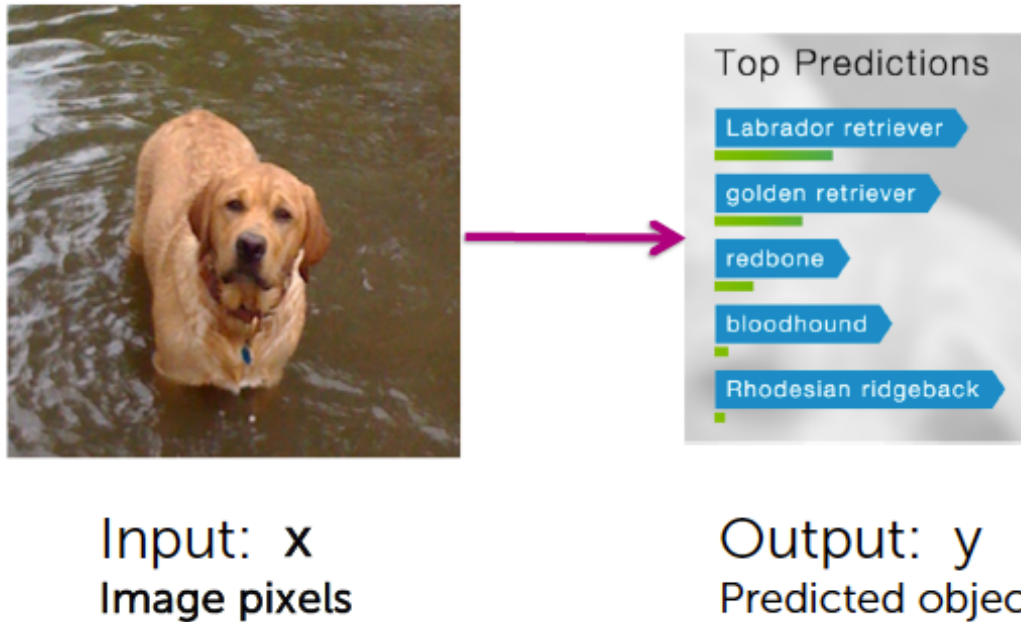 Top Predictions
Labrador retriever
golden retriever
redbone
bloodhound
Rhodesian ridgeback
Input: x
Image pixels
Output: y
Predicted objec